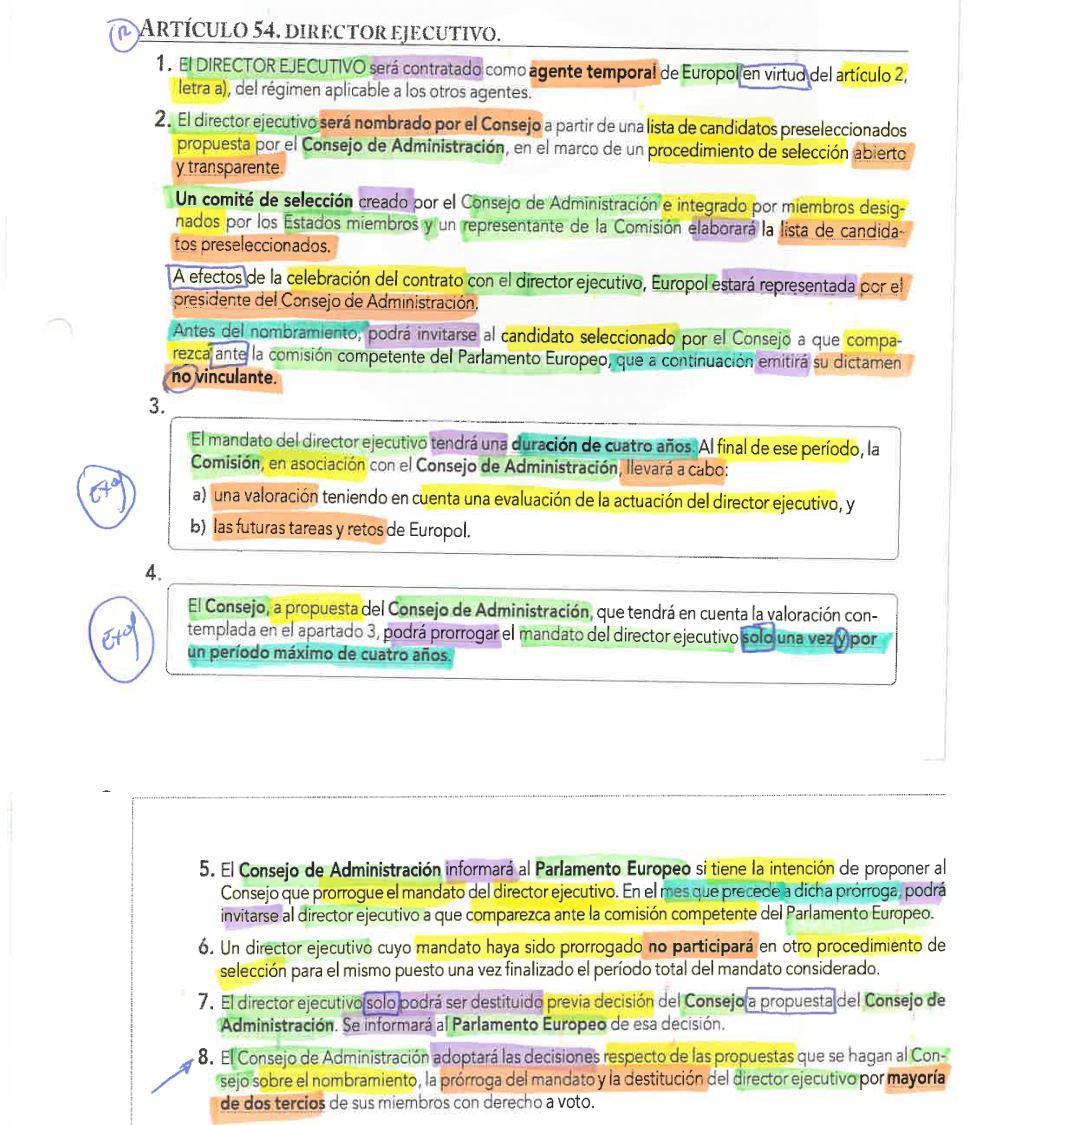 ARTÍCULO 54. DIRECTOR EJECUTIVO.
1. El DIRECTOR EJECUTIVO será contratado como agente temporal de Europol en virtud del artículo 2,
letra a), del régimen aplicable a los otros agentes.
2. El director ejecutivo será nombrado por el Consejo a partir de una lista de candidatos preseleccionados
propuesta por el Consejo de Administración, en el marco de un procedimiento de selección abierto
y transparente.
Un comité de selección creado por el Consejo de Administración e integrado por miembros desig-
nados por los Estados miembros y un representante de la Comisión elaborará la lista de candida-
tos preseleccionados.
A efectos de la celebración del contrato con el director ejecutivo, Europol estará representada por el
presidente del Consejo de Administración.
Antes del nombramiento, podrá invitarse al candidato seleccionado por el Consejo a que compa-
rezca ante la comisión competente del Parlamento Europeo, que a continuación emitirá su dictamen
no vinculante.
3.
El mandato del director ejecutivo tendrá una duración de cuatro años. Al final de ese período, la
Comisión, en asociación con el Consejo de Administración, llevará a cabo:
a) una valoración teniendo en cuenta una evaluación de la actuación del director ejecutivo, y
b) las futuras tareas y retos de Europol.
4.
El Consejo, a propuesta del Consejo de Administración, que tendrá en cuenta la valoración con-
templada en el apartado 3, podrá prorrogar el mandato del director ejecutivo solo una vez y por
un período máximo de cuatro años.
5. El Consejo de Administración informará al Parlamento Europeo si tiene la intención de proponer al
Consejo que prorrogue el mandato del director ejecutivo. En el mes que precede a dicha prórroga, podrá
invitarse al director ejecutivo a que comparezca ante la comisión competente del Parlamento Europeo.
6. Un director ejecutivo cuyo mandato haya sido prorrogado no participará en otro procedimiento de
selección para el mismo puesto una vez finalizado el período total del mandato considerado.
7. El director ejecutivo solo podrá ser destituido previa decisión del Consejo a propuesta del Consejo de
Administración. Se informará al Parlamento Europeo de esa decisión.
8. El Consejo de Administración adoptará las decisiones respecto de las propuestas que se hagan al Con-
sejo sobre el nombramiento, la prórroga del mandato y la destitución del director ejecutivo por mayoría
de dos tercios de sus miembros con derecho a voto.